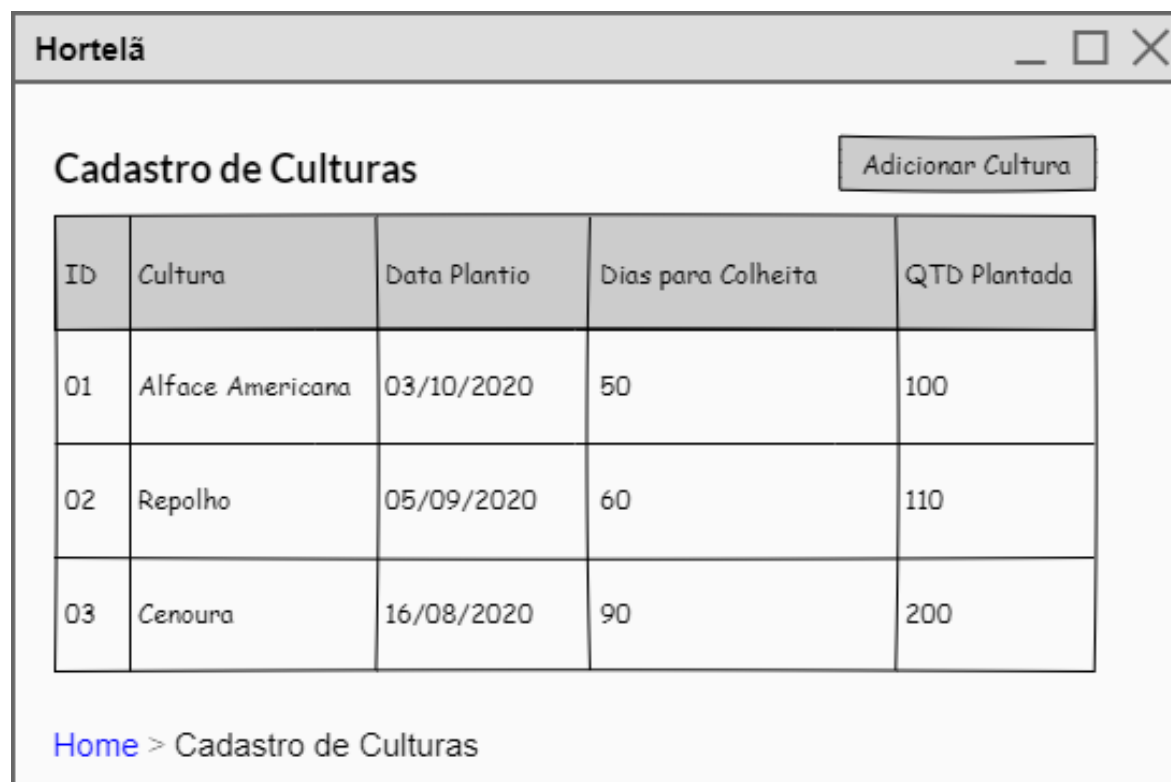 Hortelã
Cadastro de Culturas
Adicionar Cultura
ID Cultura Data Plantio Dias para Colheita QTD Plantada
01 Alface Americana 03/10/2020 50 100
02 Repolho 05/09/2020 60 110
03 Cenoura 16/08/2020 90 200
Home > Cadastro de Culturas